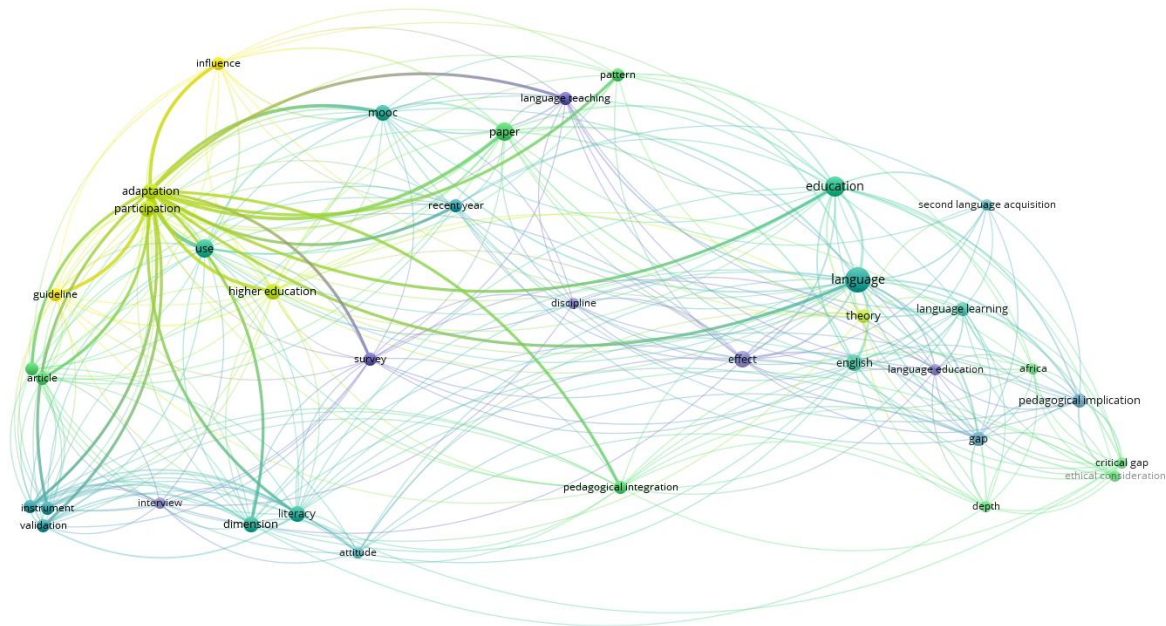 influence
pattern
language teaching
mooc
paper
education
adaptation
second language acquisition
participation
recent year
use
language
higher education
guideline
discipline
language learning
theory
survey
effect
english
language education
africa
article
pedagogical implication
gap
critical gap
ethical consideration
pedagogical integration
interview
instrument
depth
literacy
dimension
validation
attitude